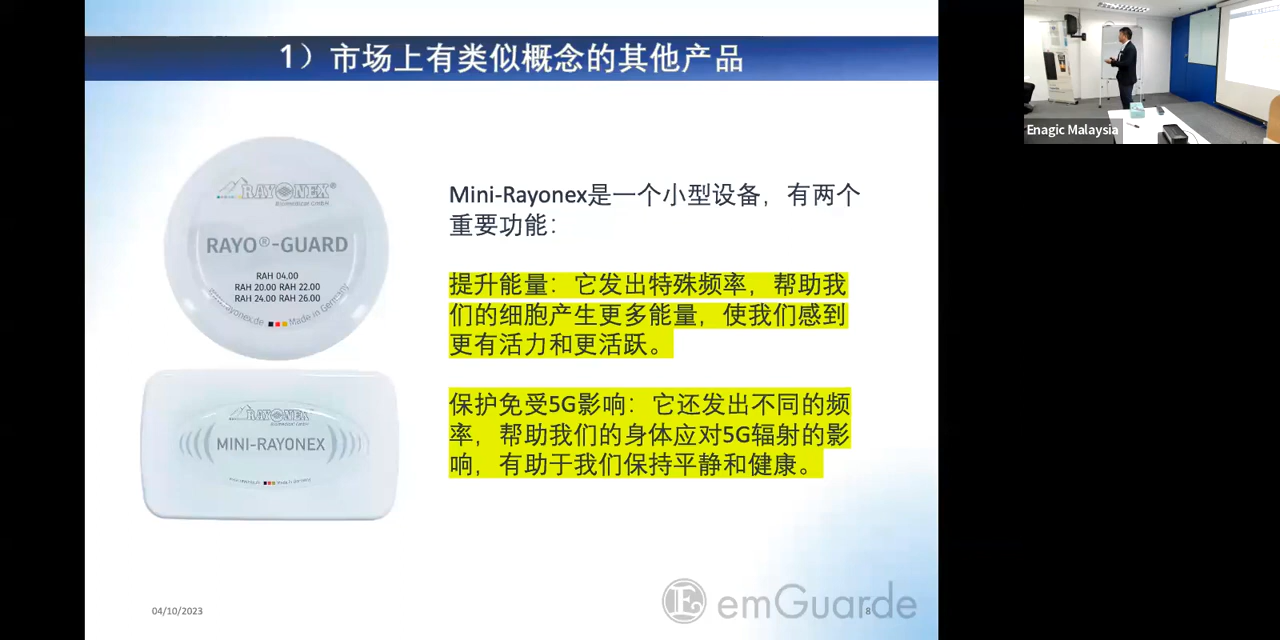 1）市场上有类似概念的其他产品
Enagic Malaysia
RAYONEX®
Biomedical GmbH
RAYO®-GUARD
RAH 04.00
RAH 20.00 RAH 22.00
RAH 24.00 RAH 26.00
www.rayonex.de Made in Germany
Mini-Rayonex是一个小型设备，有两个
重要功能：
提升能量：它发出特殊频率，帮助我
们的细胞产生更多能量，使我们感到
更有活力和更活跃。
RAYONEX
MINI-RAYONEX
保护免受5G影响：它还发出不同的频
率，帮助我们的身体应对5G辐射的影
响，有助于我们保持平静和健康。
04/10/2023
E emGuarde
8